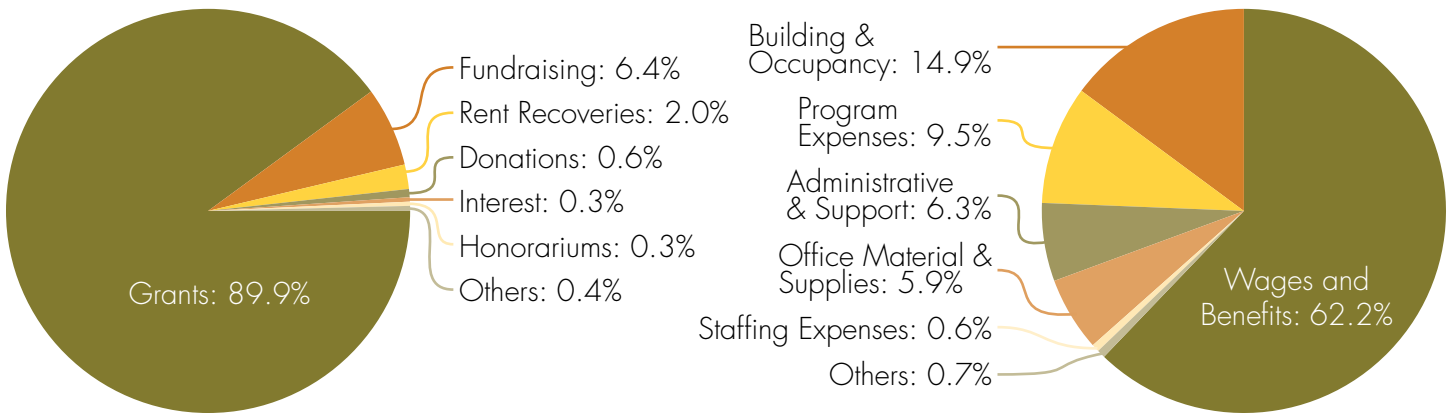 Fundraising: 6.4%
Rent Recoveries: 2.0%
Donations: 0.6%
Interest: 0.3%
Honorariums: 0.3%
Others: 0.4%
Grants: 89.9%
Building &
Occupancy: 14.9%
Program
Expenses: 9.5%
Administrative
& Support: 6.3%
Office Material &
Supplies: 5.9%
Staffing Expenses: 0.6%
Others: 0.7%
Wages and
Benefits: 62.2%